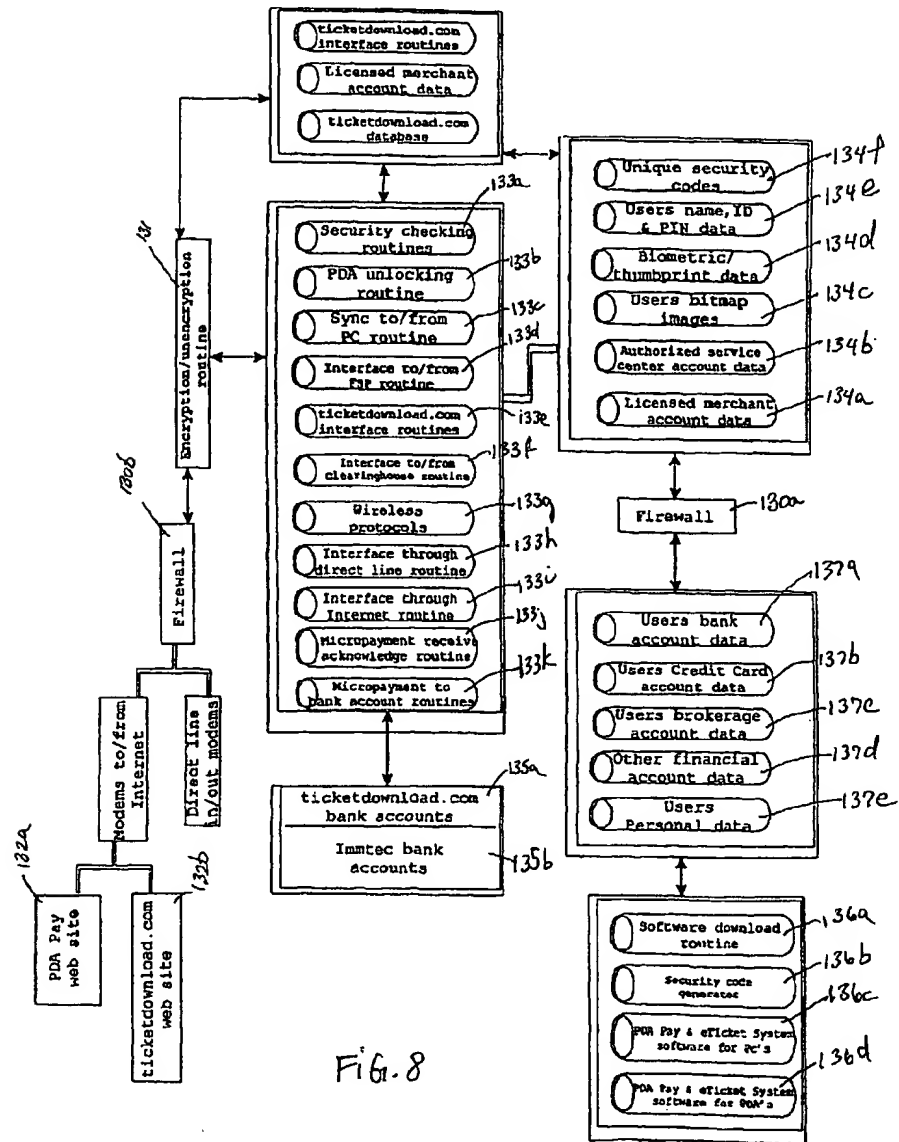 ticketdownload.com
interface routines
Licensed merchant
account data
ticketdownload.com
database
131
Encryption/unencryption
routine
130b
Firewall
Modems to/from
Internet
Direct line
in/out modems
132a
PDA Pay
web site
132b
ticketdownload.com
web site
133a
Security checking
routines
133b
PDA unlocking
routine
133c
Sync to/from
PC routine
133d
Interface to/from
FSP routine
133e
ticketdownload.com
interface routines
133f
Interface to/from
Clearinghouse routine
133g
Wireless
protocols
133h
Interface through
direct line routine
133i
Interface through
Internet routine
133j
Micropayment receive
acknowledge routine
133k
Micropayment to
bank account routines
135a
ticketdownload.com
bank accounts
Immtec bank
accounts
135b
Unique security
codes
134f
Users name, ID
& PIN data
134e
Biometric/
thumbprint data
134d
Users bitmap
images
134c
Authorized service
center account data
134b
Licensed merchant
account data
134a
Firewall
130a
Users bank
account data
137a
Users Credit Card
account data
137b
Users brokerage
account data
137c
Other financial
account data
137d
Users
Personal data
137e
Software download
routine
136a
Security code
generator
136b
PDA Pay & eTicket System
software for PC's
136c
PDA Pay & eTicket System
software for PDA's
136d
FIG. 8